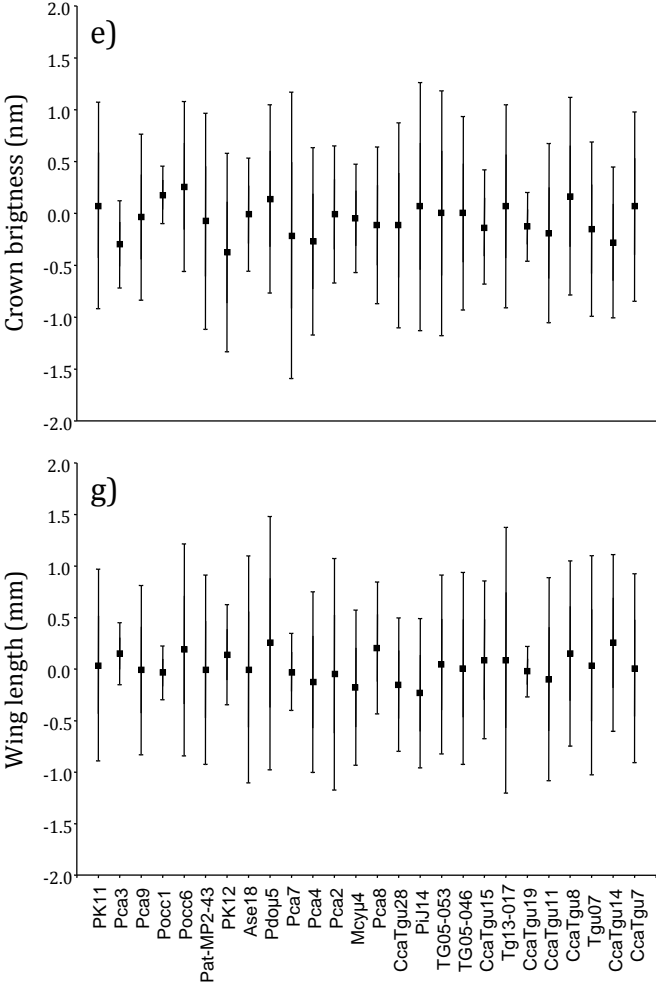 e)
Crown brigtness (nm)
2.0
1.5
1.0
0.5
0.0
-0.5
-1.0
-1.5
-2.0
g)
Wing length (mm)
2.0
1.5
1.0
0.5
0.0
-0.5
-1.0
-1.5
-2.0
PK11
Pca3
Pca9
Pocc1
Pocc6
Pat-MP2-43
PK12
Ase18
Pdoµ5
Pca7
Pca4
Pca2
Mcyµ4
Pca8
CcaTgu28
PiJ14
TG05-053
TG05-046
CcaTgu15
Tg13-017
CcaTgu19
CcaTgu11
CcaTgu8
Tgu07
CcaTgu14
CcaTgu7